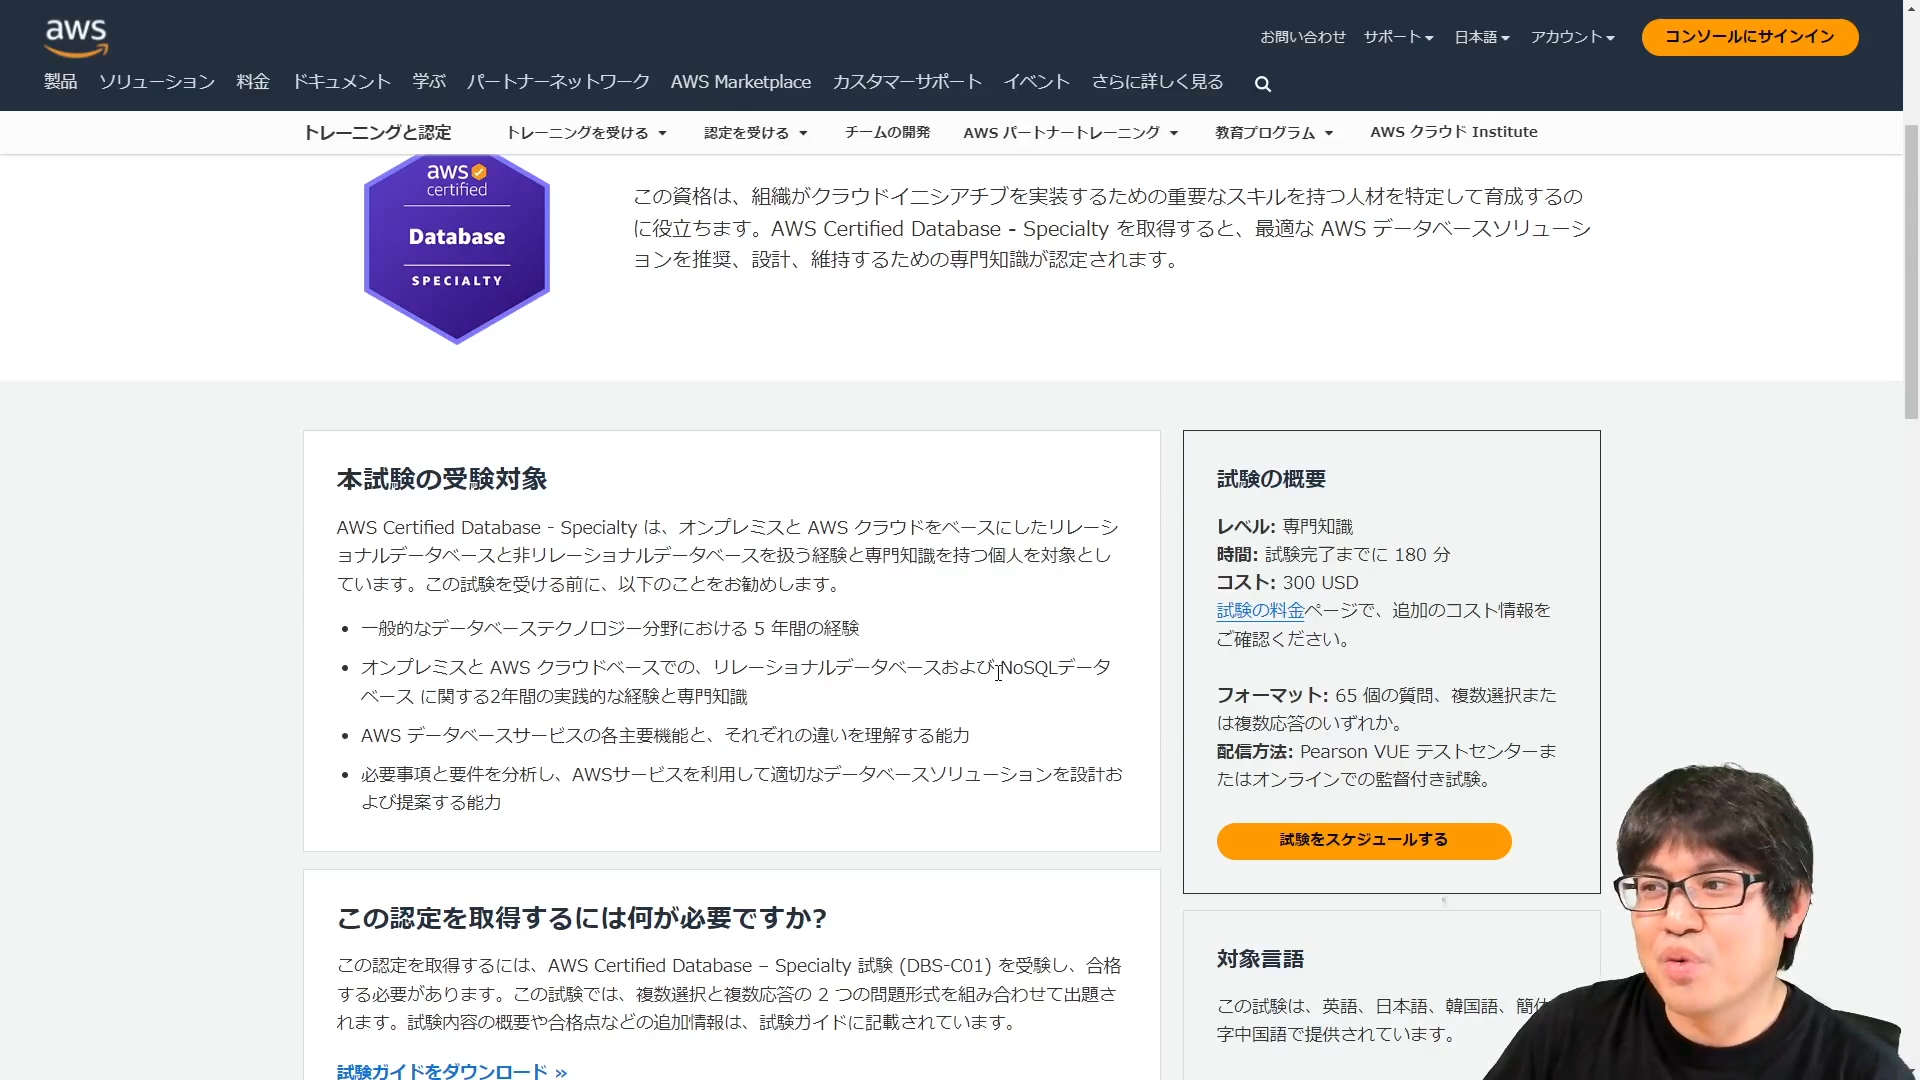 aws
お問い合わせ サポート 日本語 アカウント コンソールにサインイン
製品 ソリューション 料金 ドキュメント 学ぶ パートナーネットワーク AWS Marketplace カスタマーサポート イベント さらに詳しく見る
トレーニングと認定 トレーニングを受ける 認定を受ける チームの開発 AWS パートナートレーニング 教育プログラム AWS クラウド Institute
aws
certified
Database
SPECIALTY
この資格は、組織がクラウドイニシアチブを実装するための重要なスキルを持つ人材を特定して育成するの
に役立ちます。AWS Certified Database - Specialty を取得すると、最適な AWS データベースソリューシ
ョンを推奨、設計、維持するための専門知識が認定されます。
本試験の受験対象
AWS Certified Database - Specialty は、オンプレミスと AWS クラウドをベースにしたリレーシ
ョナルデータベースと非リレーショナルデータベースを扱う経験と専門知識を持つ個人を対象とし
ています。この試験を受ける前に、以下のことをお勧めします。
• 一般的なデータベーステクノロジー分野における 5 年間の経験
• オンプレミスと AWS クラウドベースでの、リレーショナルデータベースおよびNoSQLデータ
ベース に関する2年間の実践的な経験と専門知識
• AWS データベースサービスの各主要機能と、それぞれの違いを理解する能力
• 必要事項と要件を分析し、AWSサービスを利用して適切なデータベースソリューションを設計お
よび提案する能力
この認定を取得するには何が必要ですか?
この認定を取得するには、AWS Certified Database – Specialty 試験 (DBS-C01) を受験し、合格
する必要があります。この試験では、複数選択と複数応答の 2 つの問題形式を組み合わせて出題さ
れます。試験内容の概要や合格点などの追加情報は、試験ガイドに記載されています。
試験ガイドをダウンロード »
試験の概要
レベル: 専門知識
時間: 試験完了までに 180 分
コスト: 300 USD
試験の料金ページで、追加のコスト情報を
ご確認ください。
フォーマット: 65 個の質問、複数選択また
は複数応答のいずれか。
配信方法: Pearson VUE テストセンターま
たはオンラインでの監督付き試験。
試験をスケジュールする
対象言語
この試験は、英語、日本語、韓国語、簡体
字中国語で提供されています。